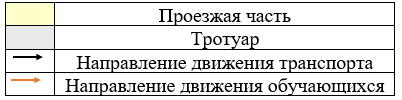 Проезжая часть
Тротуар
Направление движения транспорта
Направление движения обучающихся